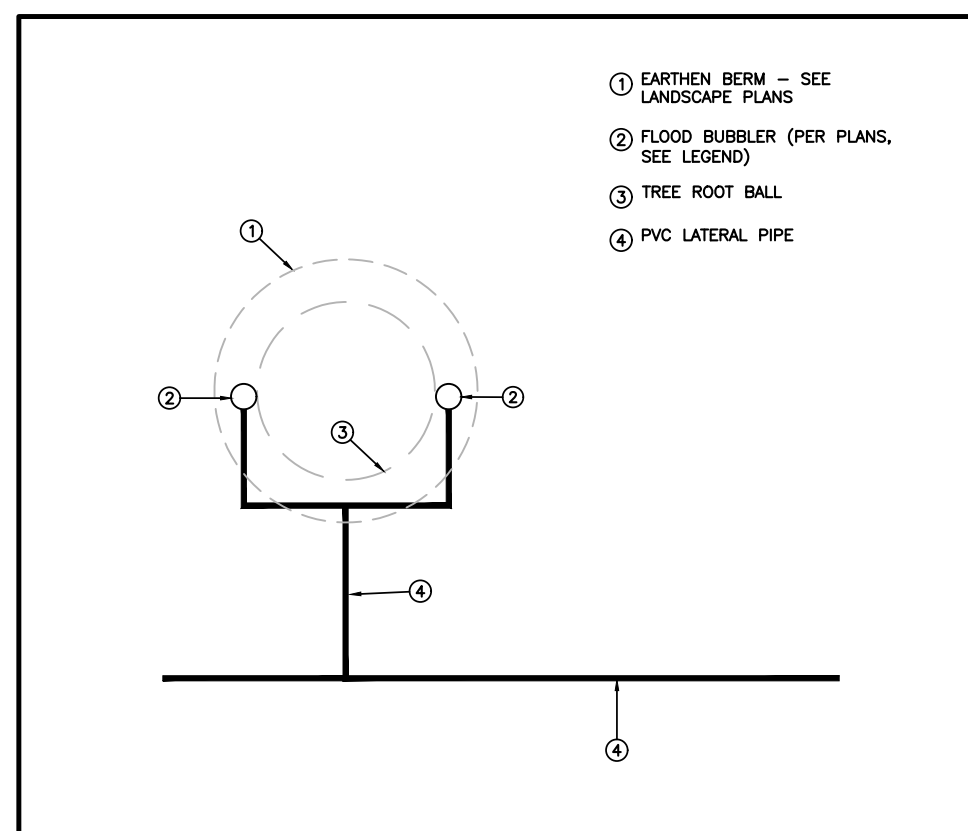 ① EARTHEN BERM – SEE
LANDSCAPE PLANS
② FLOOD BUBBLER (PER PLANS,
SEE LEGEND)
③ TREE ROOT BALL
④ PVC LATERAL PIPE
①
② ②
③
④
④